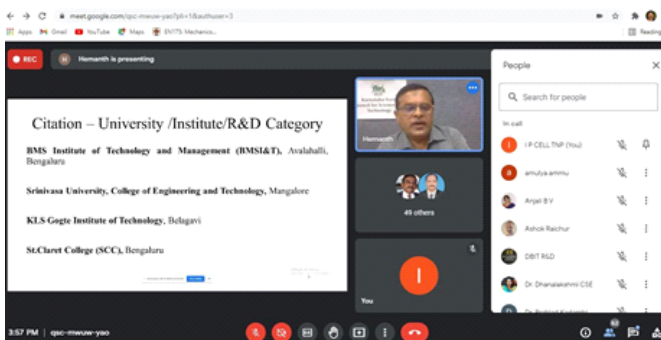 meet.google.com/qsc-mwuw-yao?pli=1&authuser=3
Apps
Gmail
YouTube
Maps
EN173: Mechanics...
Reading
REC
Hemanth is presenting
Citation – University /Institute/R&D Category
BMS Institute of Technology and Management (BMSI&T), Avalahalli,
Bengaluru
Srinivasa University, College of Engineering and Technology, Mangalore
KLS Gogte Institute of Technology, Belagavi
St.Claret College (SCC), Bengaluru
Hemanth
49 others
I
You
People
Search for people
In call
I P CELL TNP (You)
amulya ammu
Anjali B V
Ashok Raichur
DBIT R&D
Dr. Dhanalakshmi CSE
3:57 PM | qsc-mwuw-yao